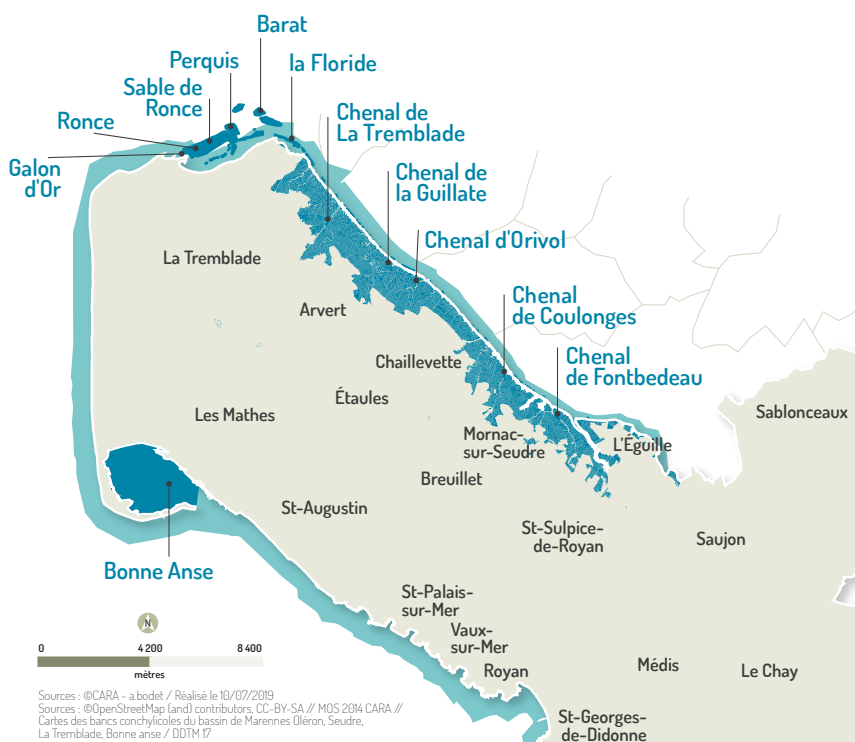 Barat
Perquis
la Floride
Sable de
Ronce
Chenal de
La Tremblade
Ronce
Galon
d'Or
Chenal de
la Guillate
Chenal d'Orivol
La Tremblade
Arvert
Chenal
de Coulonges
Chaillevette
Chenal
de Fontbedeau
Étaules
Les Mathes
Sablonceaux
Mornac-
sur-Seudre
L'Éguille
Breuillet
St-Augustin
St-Sulpice-
de-Royan
Saujon
Bonne Anse
St-Palais-
sur-Mer
Vaux-
sur-Mer
Royan
Médis
Le Chay
St-Georges-
de-Didonne
N
0 4 200 8 400
mètres
Sources : ©CARA - a.bodet / Réalisé le 10/07/2019
Sources : ©OpenStreetMap (and) contributors, CC-BY-SA // MOS 2014 CARA //
Cartes des bancs conchylicoles du bassin de Marennes Oléron, Seudre,
La Tremblade, Bonne anse / DDTM 17